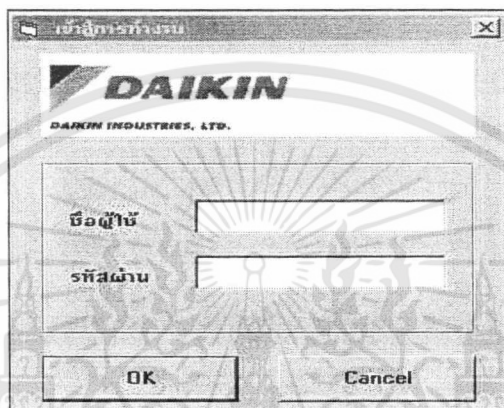 เข้าสู่การทำงาน
DAIKIN
DAIKIN INDUSTRIES, LTD.
ชื่อผู้ใช้
รหัสผ่าน
OK Cancel